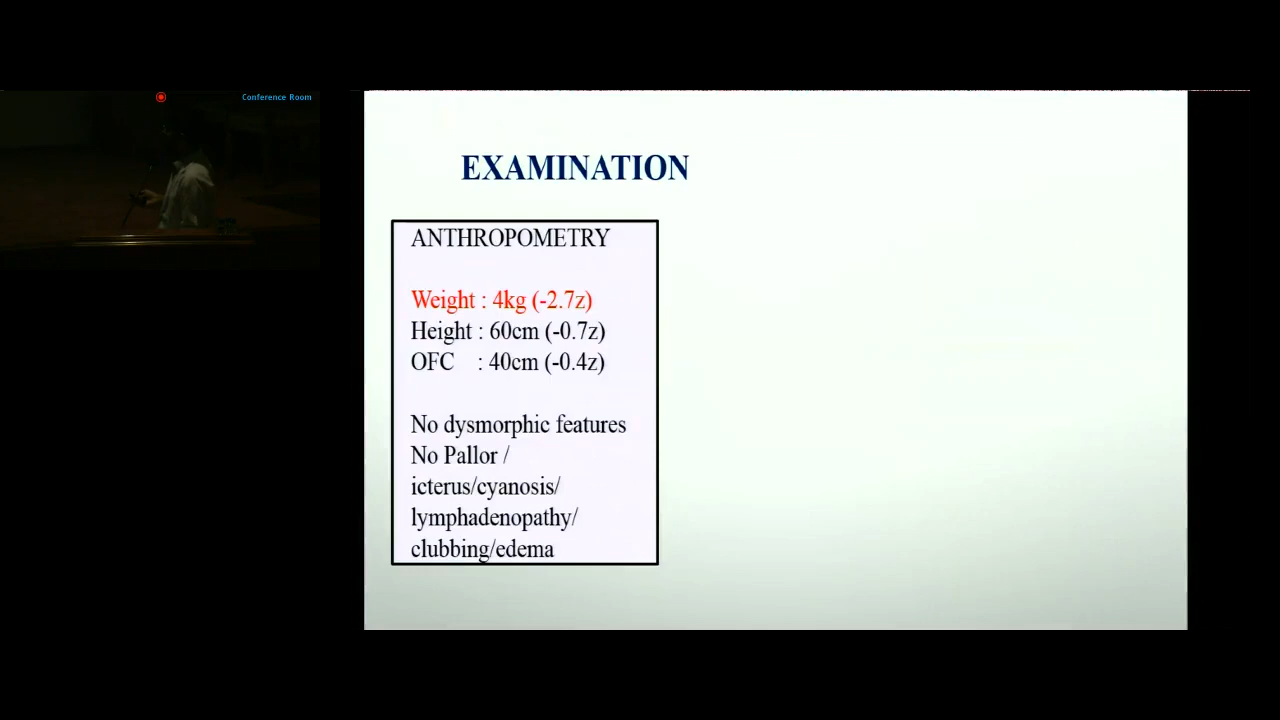 Conference Room
EXAMINATION
ANTHROPOMETRY
Weight : 4kg (-2.7z)
Height : 60cm (-0.7z)
OFC : 40cm (-0.4z)
No dysmorphic features
No Pallor /
icterus/cyanosis/
lymphadenopathy/
clubbing/edema